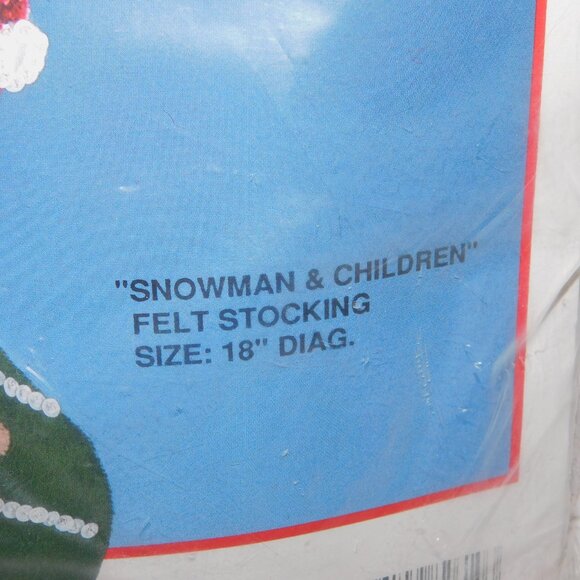 "SNOWMAN & CHILDREN"
FELT STOCKING
SIZE: 18" DIAG.